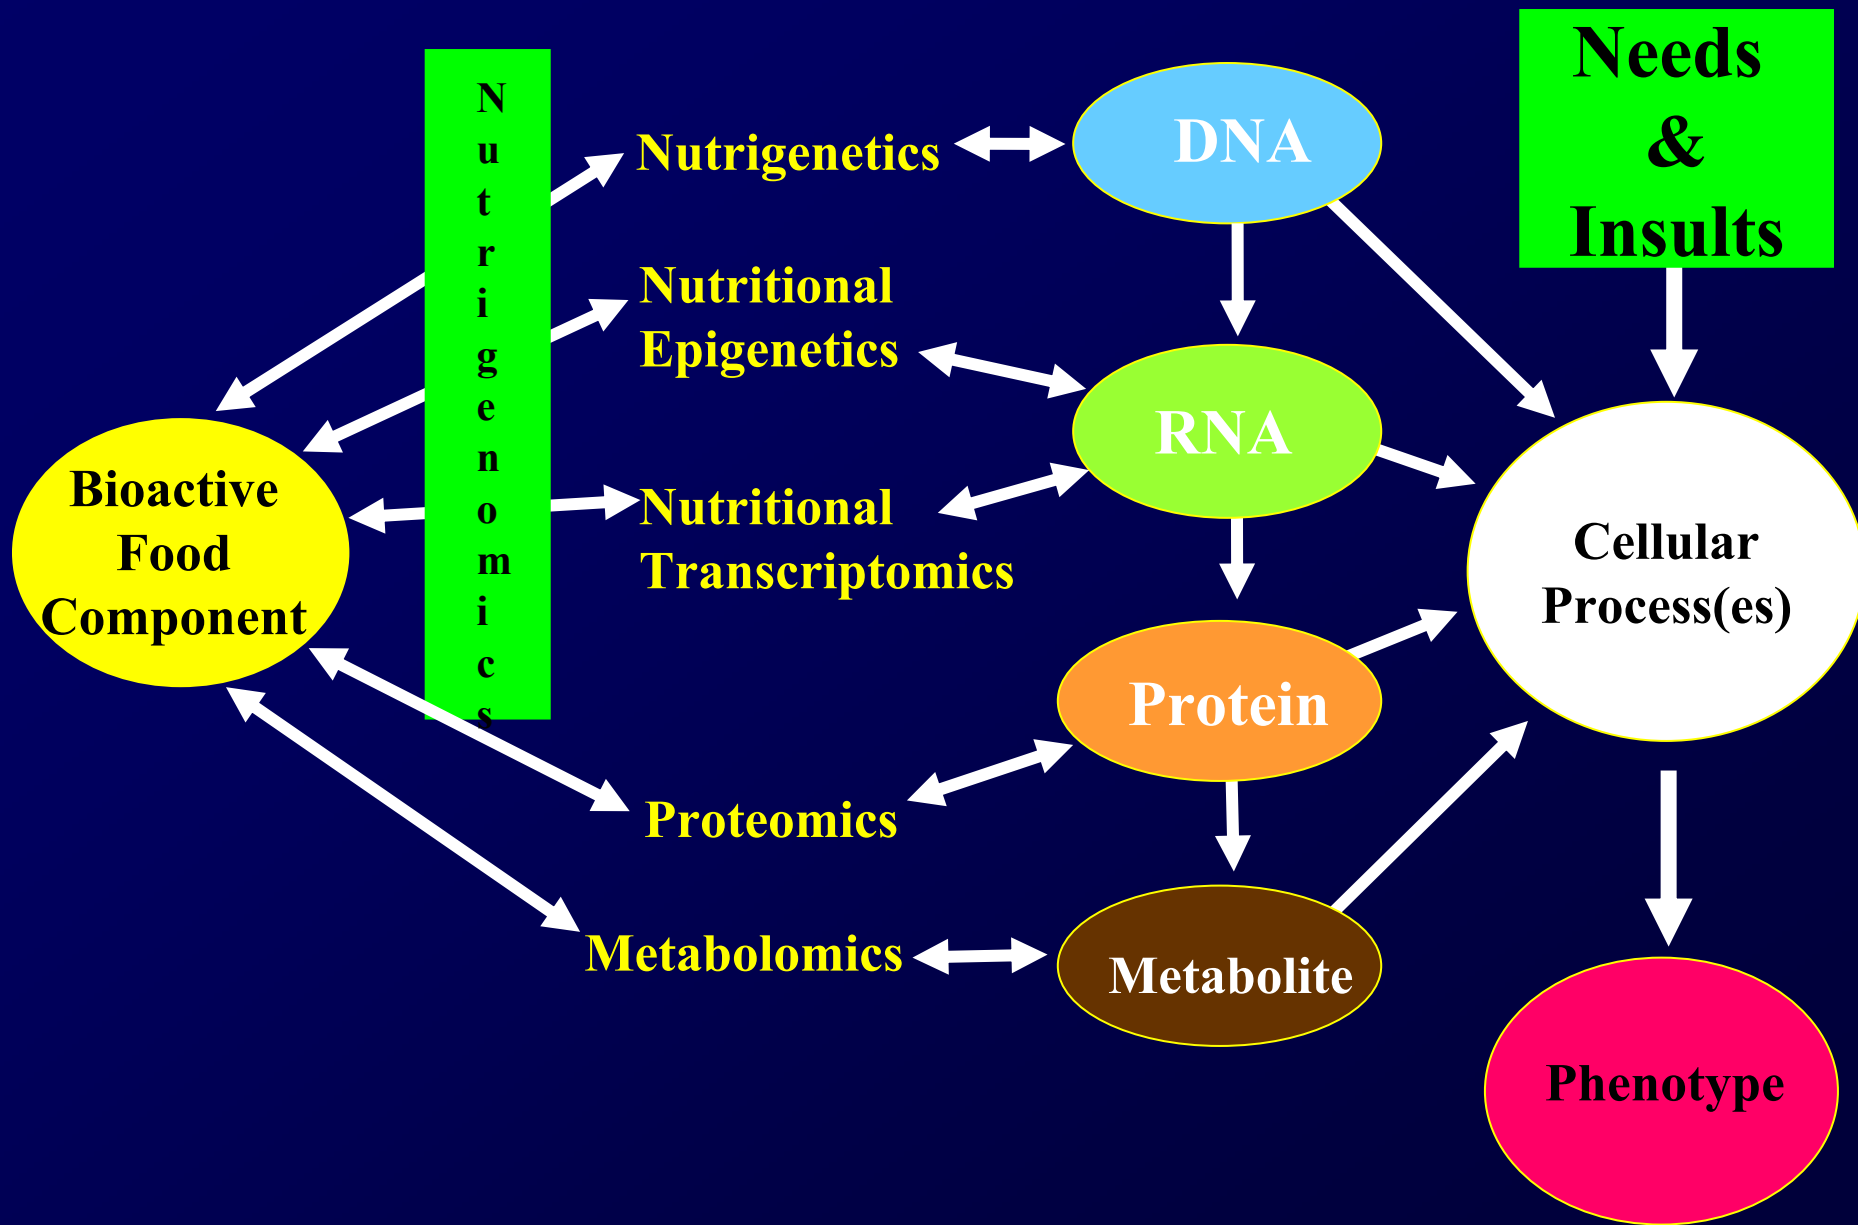 Needs
&
Insults
N
u
t
r
i
g
e
n
o
m
i
c
s
Nutrigenetics
DNA
Nutritional
Epigenetics
RNA
Bioactive
Food
Component
Nutritional
Transcriptomics
Cellular
Process(es)
Protein
Proteomics
Metabolomics
Metabolite
Phenotype